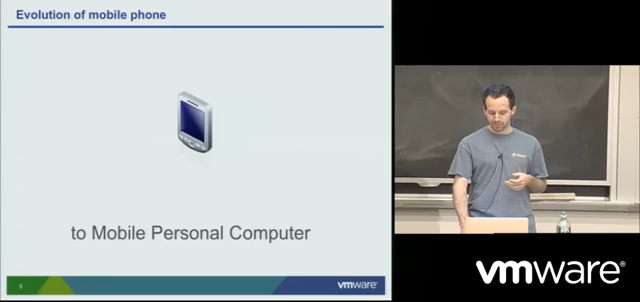 Evolution of mobile phone
to Mobile Personal Computer
5
vmware®
vmware®